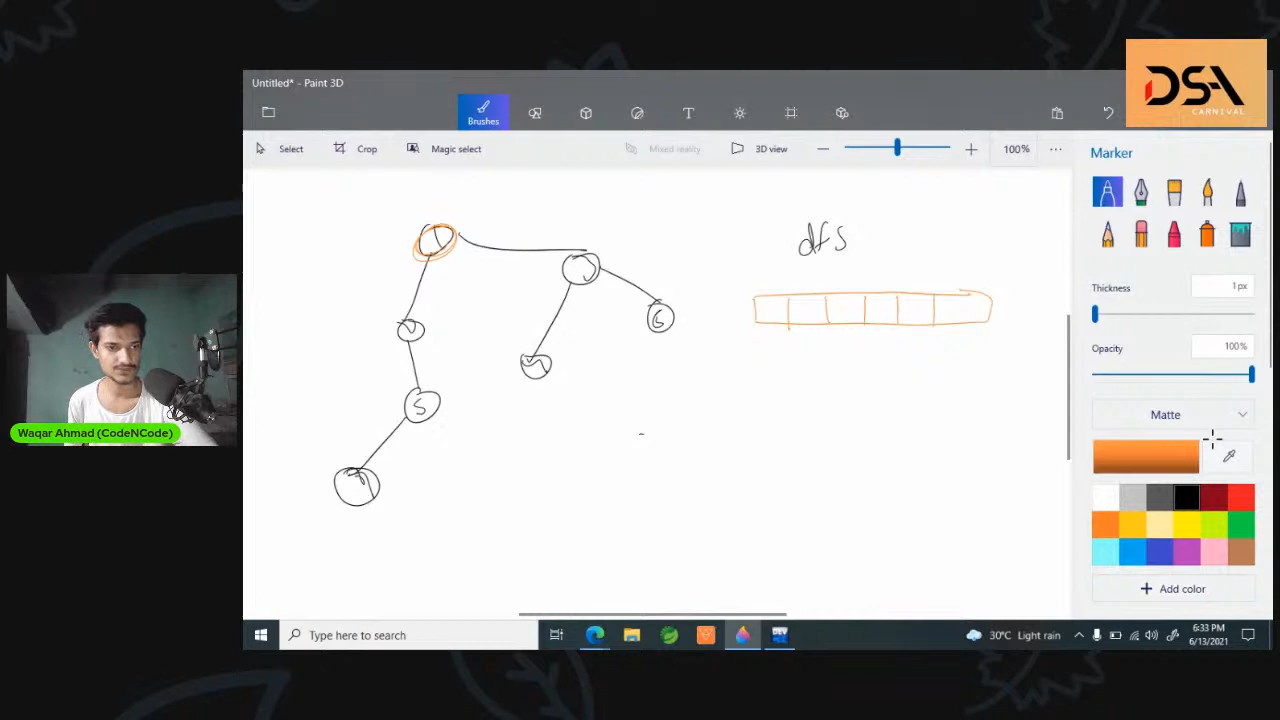 DSA
CARNIVAL
Untitled* - Paint 3D
Brushes
Select
Crop
Magic select
Mixed reality
3D view
100%
Marker
Thickness
1px
Opacity
100%
Matte
Add color
dfs
1
5
6
Waqar Ahmad (CodeNCode)
Type here to search
30°C Light rain
6:33 PM
6/13/2021